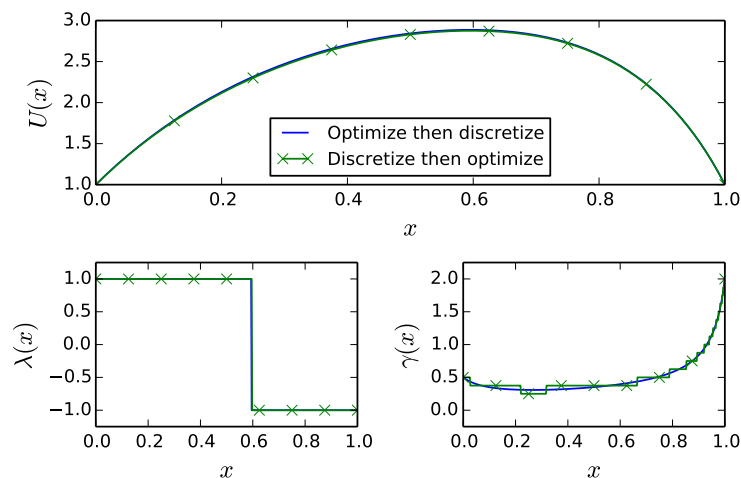 3.0
2.5
2.0
1.5
1.0
U(x)
Optimize then discretize
Discretize then optimize
0.0 0.2 0.4 0.6 0.8 1.0
x
1.0
0.5
0.0
−0.5
−1.0
λ(x)
0.0 0.2 0.4 0.6 0.8 1.0
x
2.0
1.5
1.0
0.5
0.0
γ(x)
0.0 0.2 0.4 0.6 0.8 1.0
x